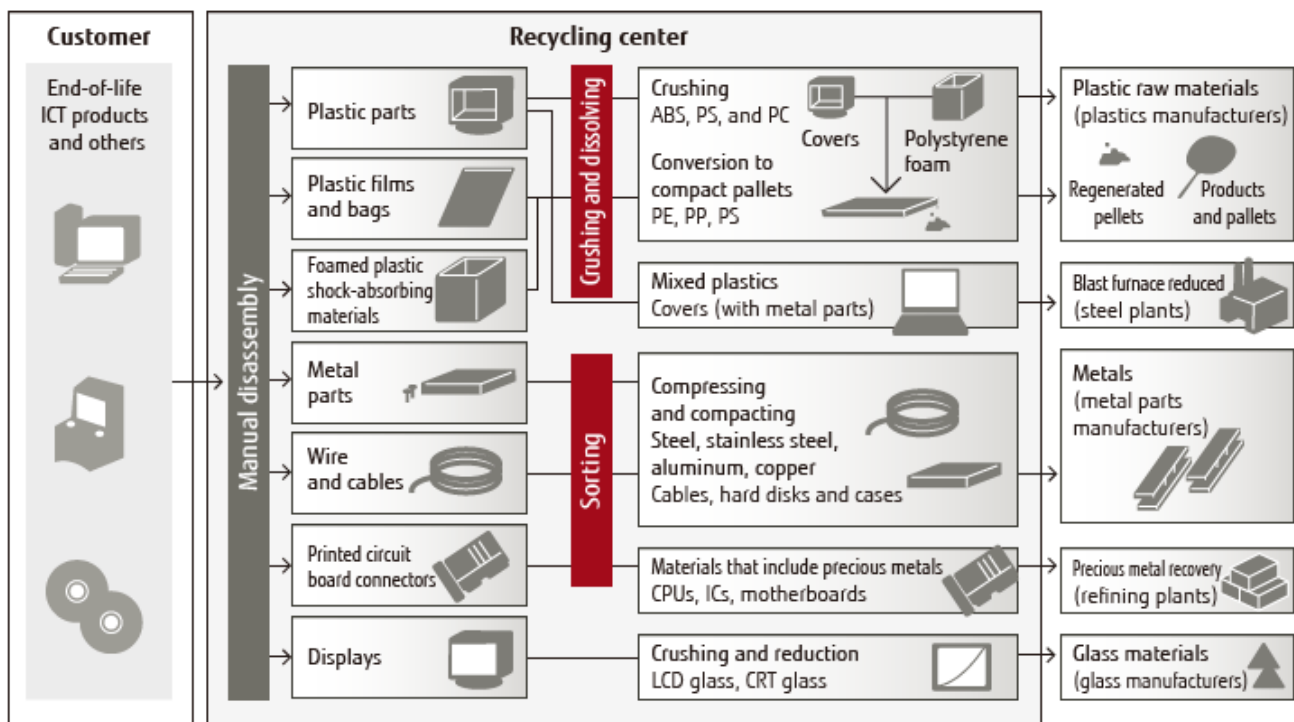 Customer
End-of-life
ICT products
and others
Recycling center
Manual disassembly
Plastic parts
Plastic films
and bags
Foamed plastic
shock-absorbing
materials
Metal
parts
Wire
and cables
Printed circuit
board connectors
Displays
Crushing and dissolving
Sorting
Crushing
ABS, PS, and PC
Covers
Polystyrene
foam
Conversion to
compact pallets
PE, PP, PS
Mixed plastics
Covers (with metal parts)
Compressing
and compacting
Steel, stainless steel,
aluminum, copper
Cables, hard disks and cases
Materials that include precious metals
CPUs, ICs, motherboards
Crushing and reduction
LCD glass, CRT glass
Plastic raw materials
(plastics manufacturers)
Regenerated
pellets
Products
and pallets
Blast furnace reduced
(steel plants)
Metals
(metal parts
manufacturers)
Precious metal recovery
(refining plants)
Glass materials
(glass manufacturers)